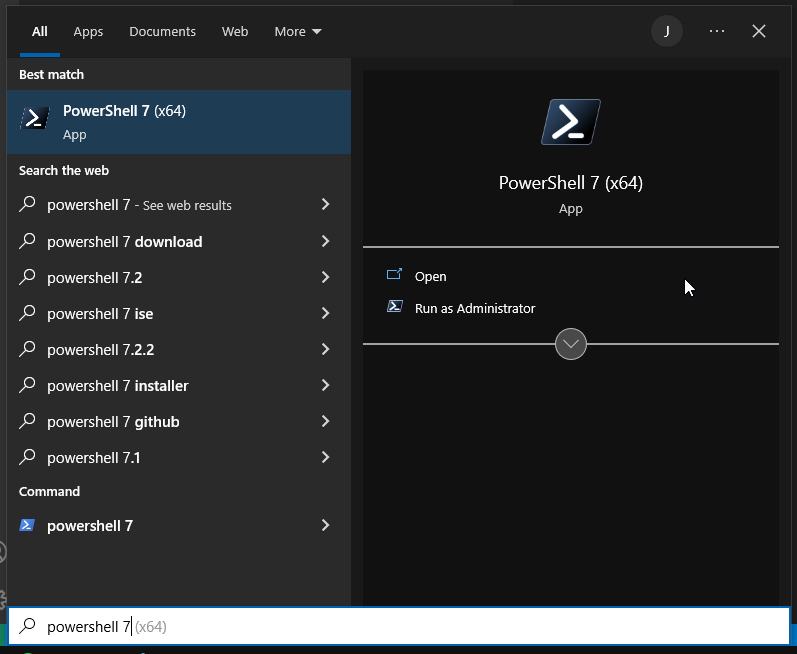 All Apps Documents Web More J ...
Best match
PowerShell 7 (x64)
App
Search the web
powershell 7 - See web results
powershell 7 download
powershell 7.2
powershell 7 ise
powershell 7.2.2
powershell 7 installer
powershell 7 github
powershell 7.1
Command
powershell 7
PowerShell 7 (x64)
App
Open
Run as Administrator
powershell 7 (x64)